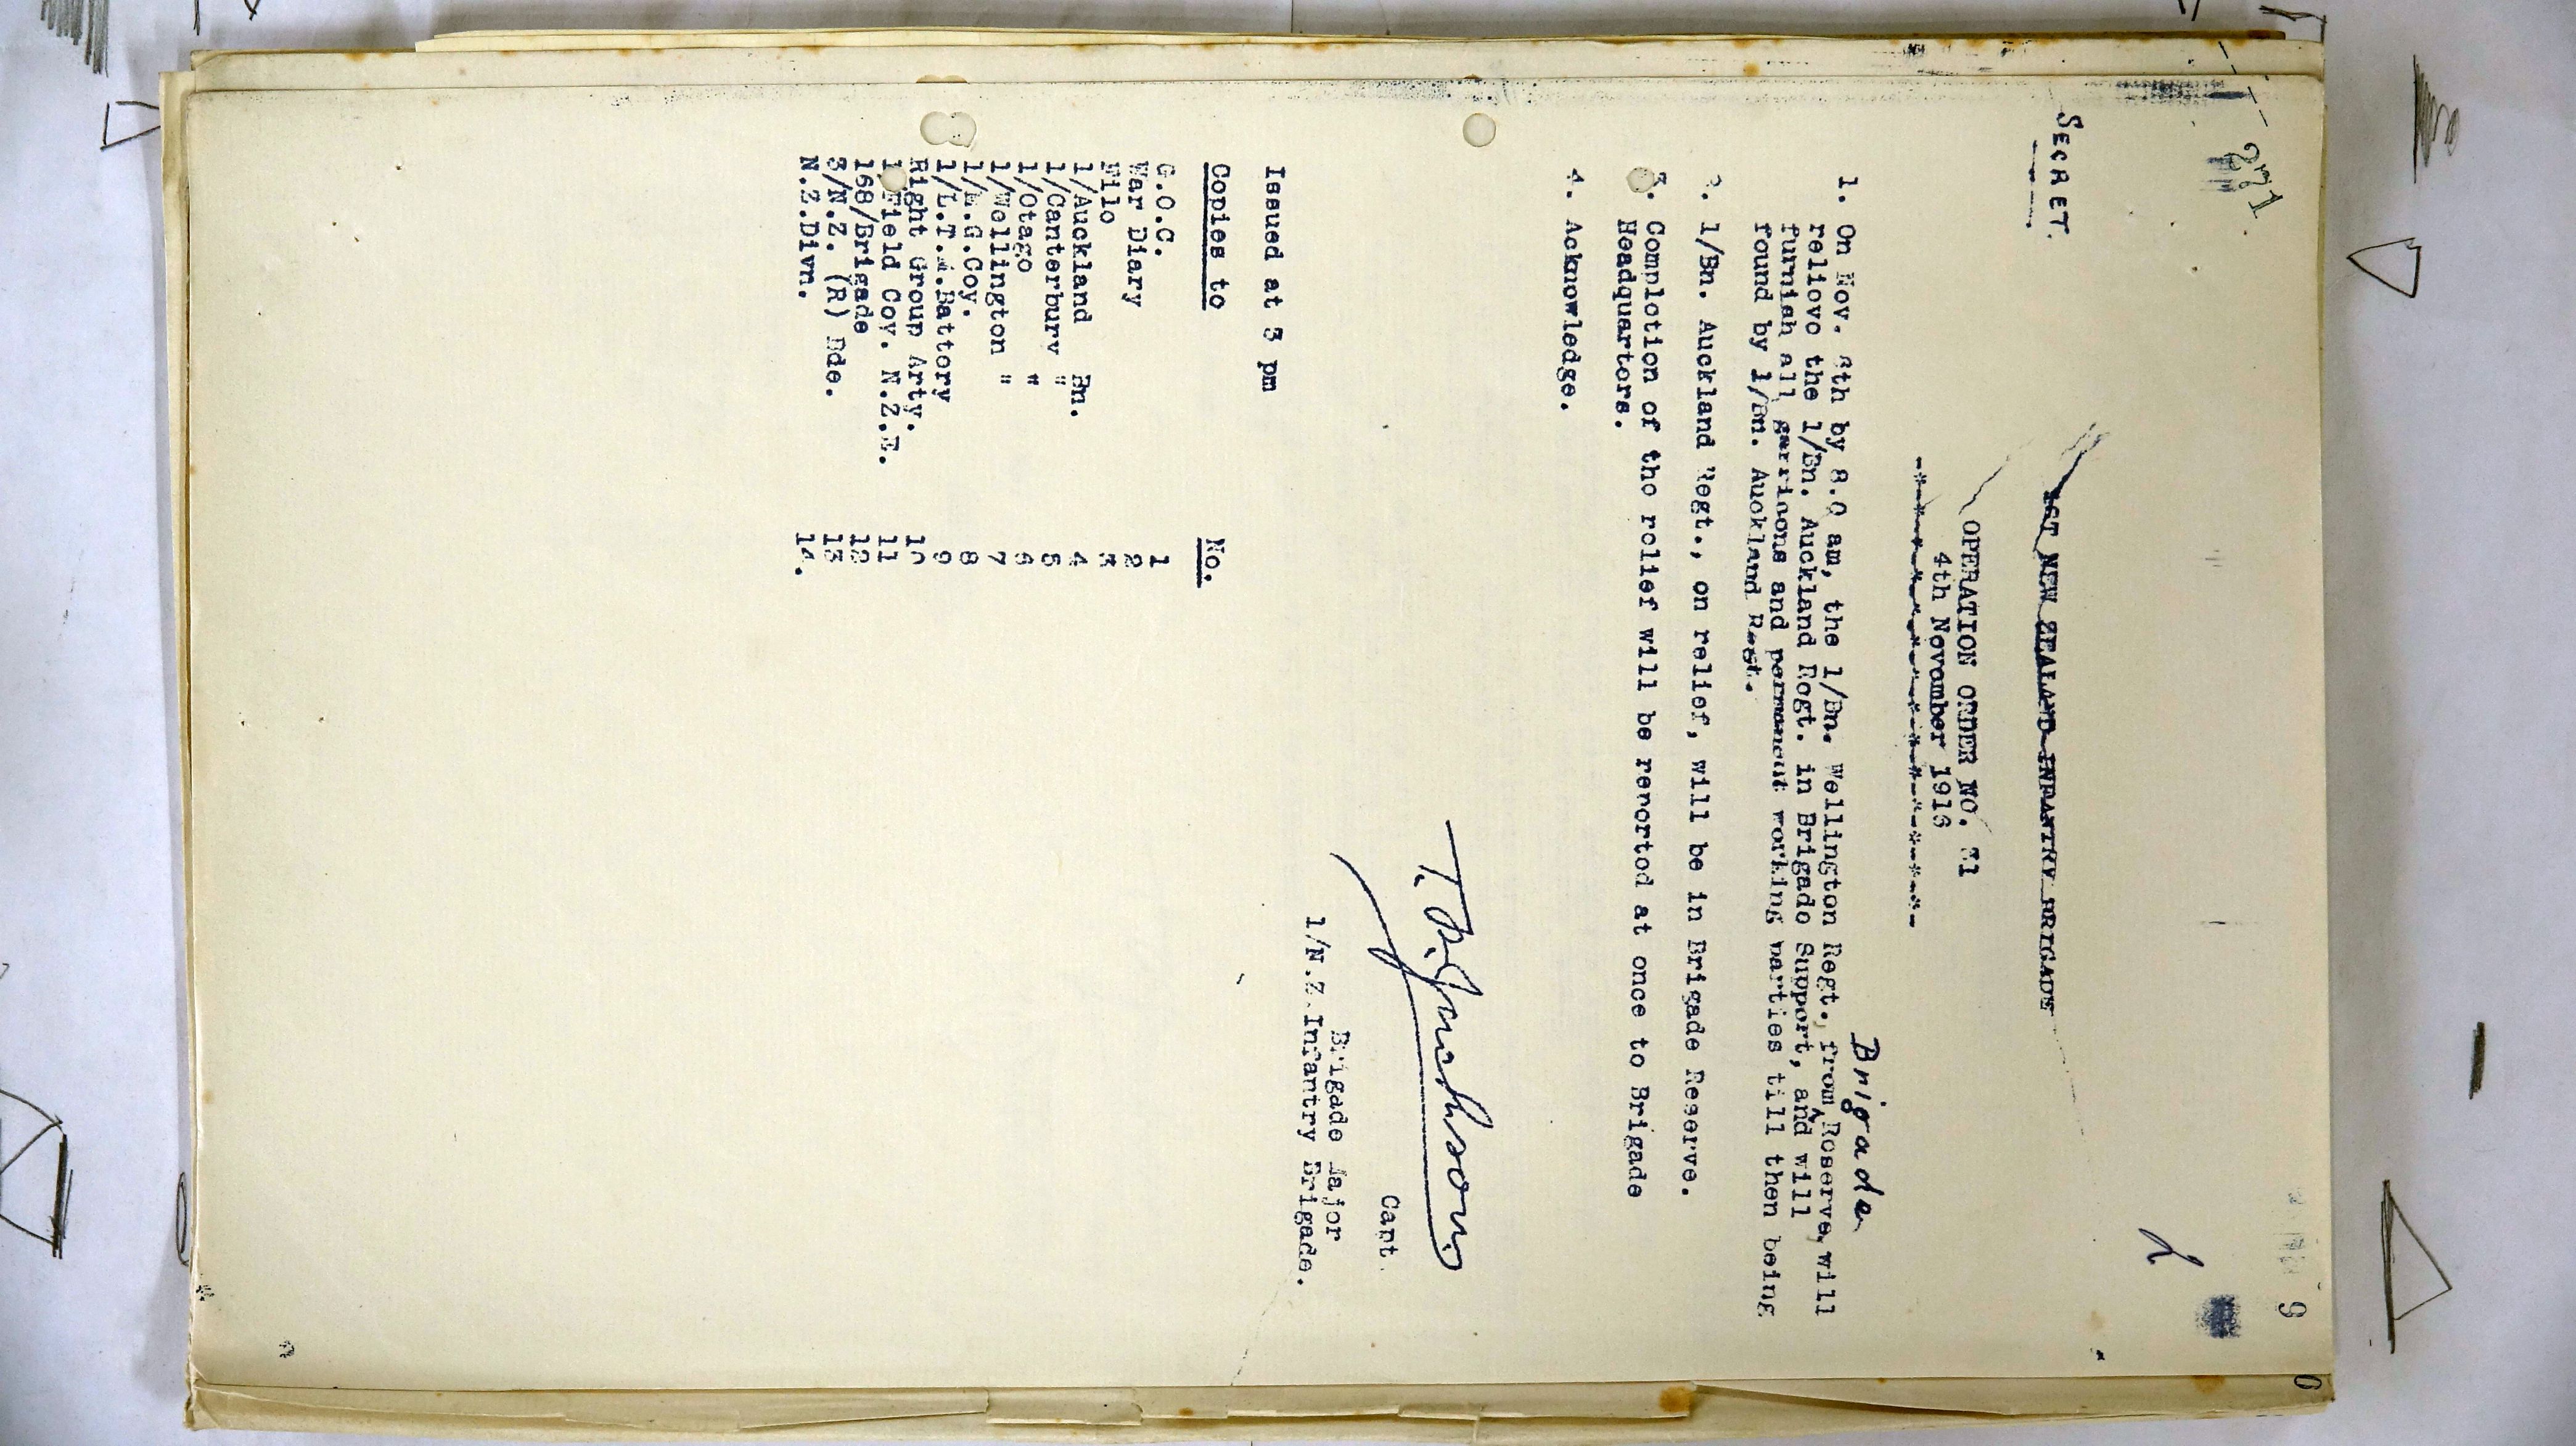 271
SECRET.
2
9
1ST NEW ZEALAND INFANTRY BRIGADE
OPERATION ORDER NO. 31
4th November 1916
-*-*-*-*-*-*-*-*-*-*-*-*-*-
Brigade
1. On Nov. by 8.0 am, the 1/Bn. Wellington Regt., from Reserve, will
relieve the 1/Bn. Auckland Regt. in Brigade Support, and will
furnish all garrisons and permanent working parties till then being
found by 1/Bn. Auckland Regt.
2. 1/Bn. Auckland Regt., on relief, will be in Brigade Reserve.
3. Completion of the relief will be reported at once to Brigade
Headquarters.
4. Acknowledge.
Capt.
Brigade Major
1/N.Z. Infantry Brigade.
Issued at 3 pm
Copies to No.
G.O.C. 1
War Diary 2
File 3
1/Auckland Bn. 4
1/Canterbury " 5
1/Otago " 6
1/Wellington " 7
1/M.G.Coy. 8
1/L.T.M.Battery 9
Right Group Arty. 10
1/Field Coy. N.Z.E. 11
168/Brigade 12
3/N.Z. (R) Bde. 13
N.Z.Divn. 14.